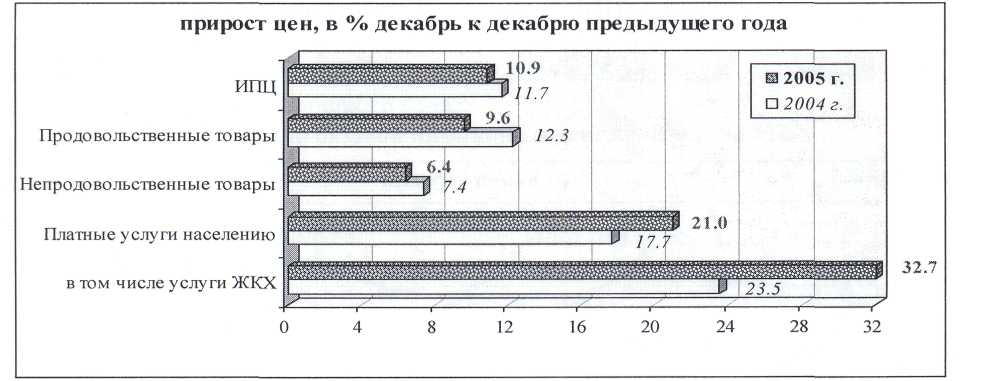 прирост цен, в % декабрь к декабрю предыдущего года
ИПЦ
10.9
11.7
2005 г.
2004 г.
Продовольственные товары
9.6
12.3
Непродовольственные товары
6.4
7.4
Платные услуги населению
21.0
17.7
в том числе услуги ЖКХ
32.7
23.5
0 4 8 12 16 20 24 28 32